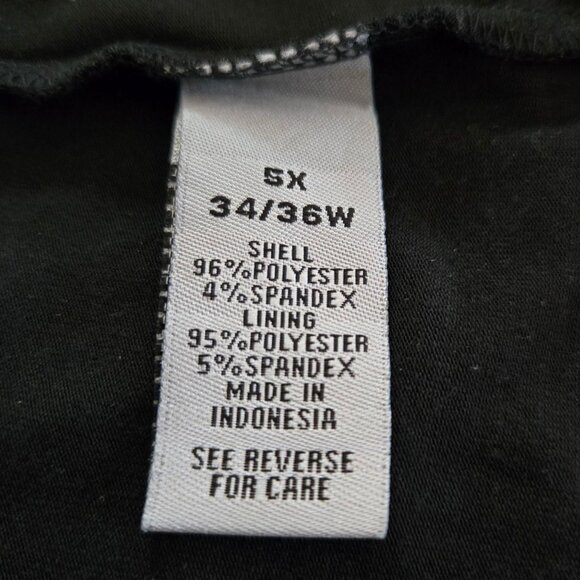 5X
34/36W
SHELL
96%POLYESTER
4%SPANDEX
LINING
95%POLYESTER
5%SPANDEX
MADE IN
INDONESIA
SEE REVERSE
FOR CARE